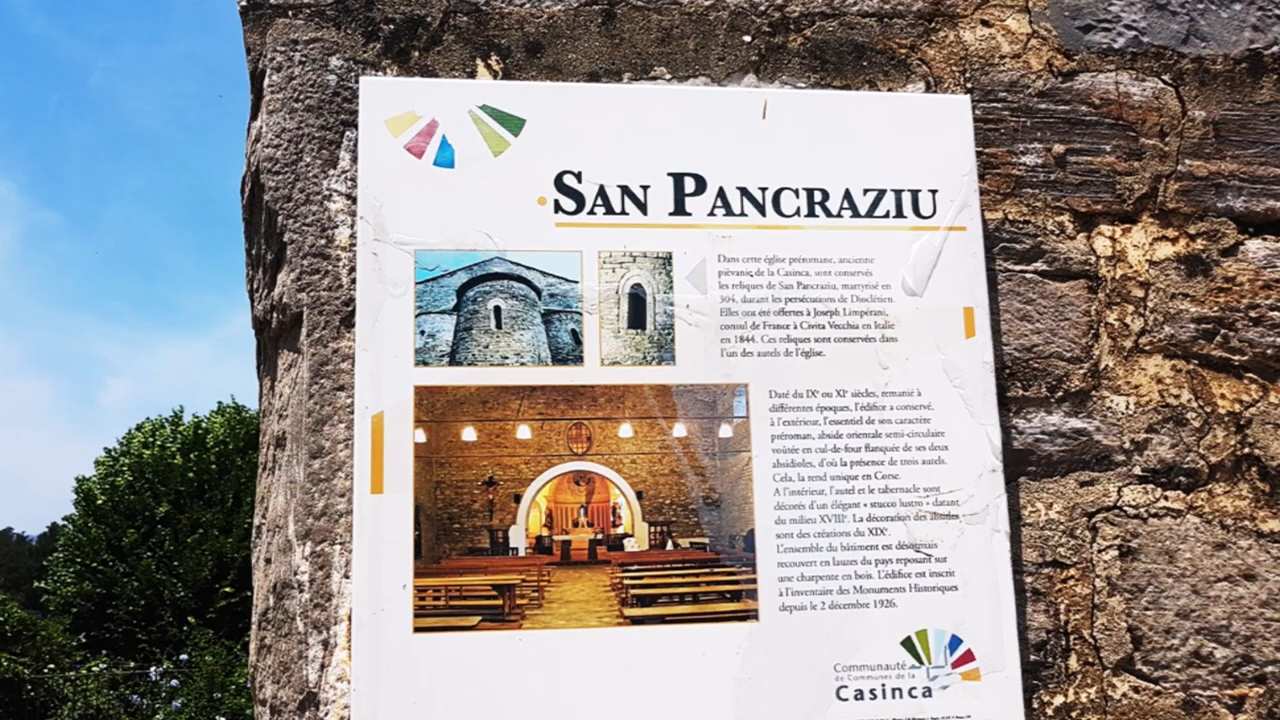 SAN PANCRAZIU
Dans cette église préromane, ancienne
piévanie de la Casinca, sont conservés
les reliques de San Pancraziu, martyrisé en
304, durant les persécutions de Dioclétien.
Elles ont été offertes à Joseph Limpérani,
consul de France à Civita Vecchia en Italie
en 1844. Ces reliques sont conservées dans
l'un des autels de l'église.
Daté du IXe ou XIe siècles, remanié à
différentes époques, l'édifice a conservé,
à l'extérieur, l'essentiel de son caractère
préroman, abside orientale semi-circulaire
voûtée en cul-de-four flanquée de ses deux
absidioles, d'où la présence de trois autels.
Cela, la rend unique en Corse.
A l'intérieur, l'autel et le tabernacle sont
décorés d'un élégant « stucco lustro » datant
du milieu XVIIIe. La décoration des absides
sont des créations du XIXe.
L'ensemble du bâtiment est désormais
recouvert en lauzes du pays reposant sur
une charpente en bois. L'édifice est inscrit
à l'inventaire des Monuments Historiques
depuis le 2 décembre 1926.
Communauté
de Communes de la
Casinca